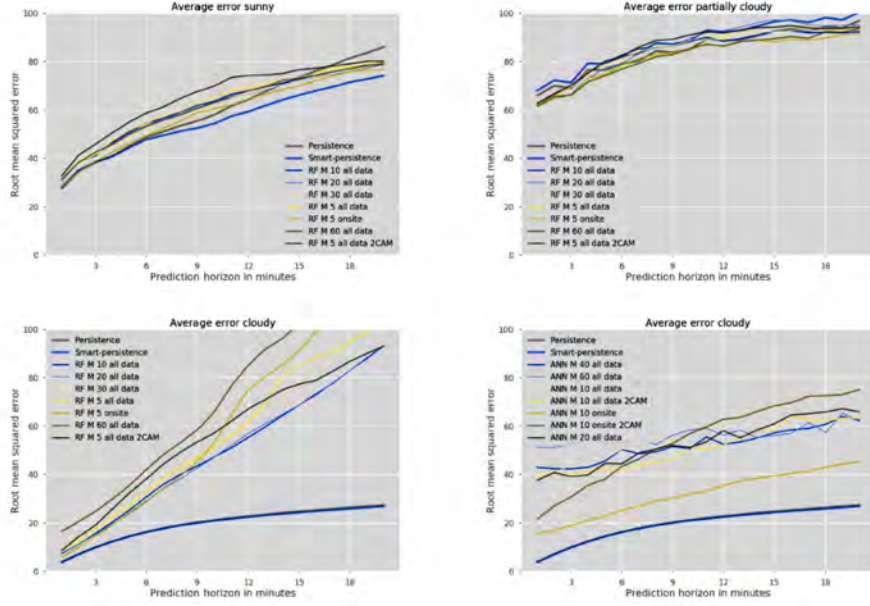 Average error sunny
Root mean squared error
100
80
60
40
20
0
3
6
9
12
15
18
Prediction horizon in minutes
Persistence
Smart-persistence
RF M 10 all data
RF M 20 all data
RF M 30 all data
RF M 5 all data
RF M 5 onsite
RF M 60 all data
RF M 5 all data 2CAM
Average error partially cloudy
Root mean squared error
100
80
60
40
20
0
3
6
9
12
15
18
Prediction horizon in minutes
Persistence
Smart-persistence
RF M 10 all data
RF M 20 all data
RF M 30 all data
RF M 5 all data
RF M 5 onsite
RF M 60 all data
RF M 5 all data 2CAM
Average error cloudy
Root mean squared error
100
80
60
40
20
0
3
6
9
12
15
18
Prediction horizon in minutes
Persistence
Smart-persistence
RF M 10 all data
RF M 20 all data
RF M 30 all data
RF M 5 all data
RF M 5 onsite
RF M 60 all data
RF M 5 all data 2CAM
Average error cloudy
Root mean squared error
100
80
60
40
20
0
3
6
9
12
15
18
Prediction horizon in minutes
Persistence
Smart-persistence
ANN M 40 all data
ANN M 60 all data
ANN M 10 all data
ANN M 10 all data 2CAM
ANN M 10 onsite
ANN M 10 onsite 2CAM
ANN M 20 all data